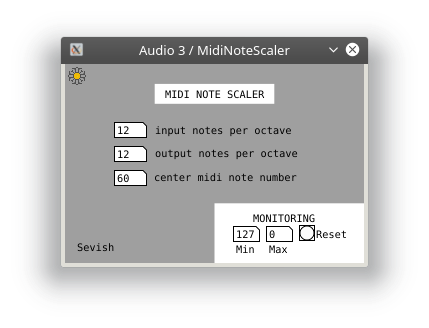 Audio 3 / MidiNoteScaler
MIDI NOTE SCALER
12 input notes per octave
12 output notes per octave
60 center midi note number
MONITORING
127 0 Reset
Min Max
Sevish